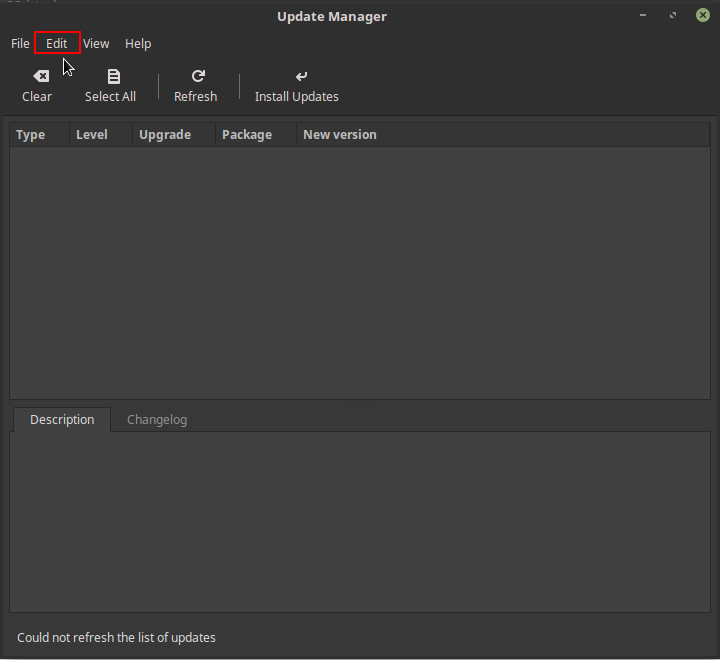 Update Manager
File Edit View Help
Clear Select All Refresh Install Updates
Type Level Upgrade Package New version
Description Changelog
Could not refresh the list of updates